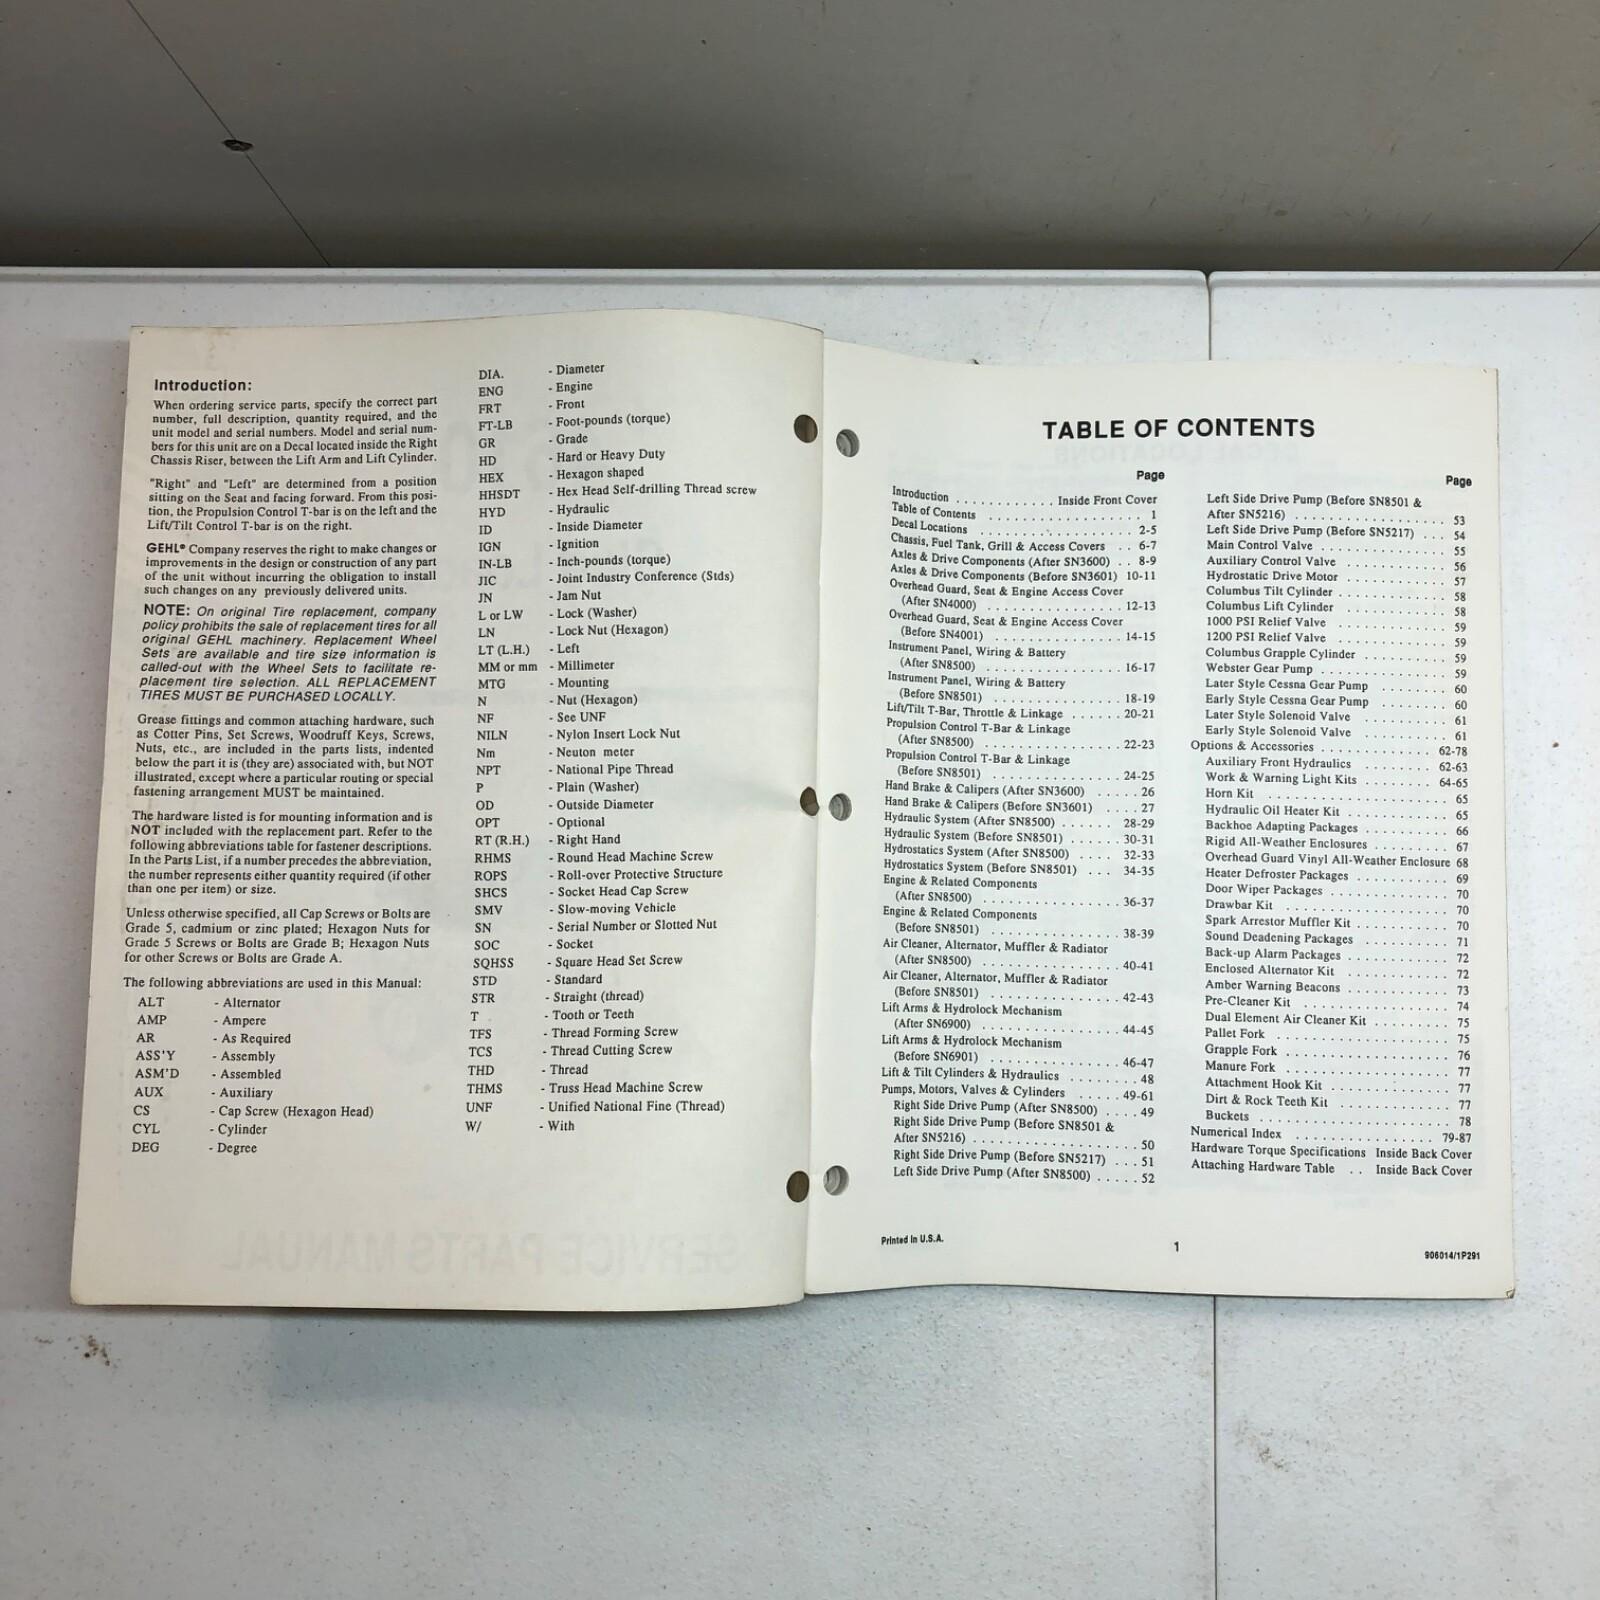 Introduction:
When ordering service parts, specify the correct part
number, full description, quantity required, and the
unit model and serial numbers. Model and serial num-
bers for this unit are on a Decal located inside the Right
Chassis Riser, between the Lift Arm and Lift Cylinder.
"Right" and "Left" are determined from a position
sitting on the Seat and facing forward. From this posi-
tion, the Propulsion Control T-bar is on the left and the
Lift/Tilt Control T-bar is on the right.
GEHL® Company reserves the right to make changes or
improvements in the design or construction of any part
of the unit without incurring the obligation to install
such changes on any previously delivered units.
NOTE: On original Tire replacement, company
policy prohibits the sale of replacement tires for all
original GEHL machinery. Replacement Wheel
Sets are available and tire size information is
called-out with the Wheel Sets to facilitate re-
placement tire selection. ALL REPLACEMENT
TIRES MUST BE PURCHASED LOCALLY.
Grease fittings and common attaching hardware, such
as Cotter Pins, Set Screws, Woodruff Keys, Screws,
Nuts, etc., are included in the parts lists, indented
below the part it is (they are) associated with, but NOT
illustrated, except where a particular routing or special
fastening arrangement MUST be maintained.
The hardware listed is for mounting information and is
NOT included with the replacement part. Refer to the
following abbreviations table for fastener descriptions.
In the Parts List, if a number precedes the abbreviation,
the number represents either quantity required (if other
than one per item) or size.
Unless otherwise specified, all Cap Screws or Bolts are
Grade 5, cadmium or zinc plated; Hexagon Nuts for
Grade 5 Screws or Bolts are Grade B; Hexagon Nuts
for other Screws or Bolts are Grade A.
The following abbreviations are used in this Manual:
ALT - Alternator
AMP - Ampere
AR - As Required
ASS'Y - Assembly
ASM'D - Assembled
AUX - Auxiliary
CS - Cap Screw (Hexagon Head)
CYL - Cylinder
DEG - Degree
DIA. - Diameter
ENG - Engine
FRT - Front
FT-LB - Foot-pounds (torque)
GR - Grade
HD - Hard or Heavy Duty
HEX - Hexagon shaped
HHSDT - Hex Head Self-drilling Thread screw
HYD - Hydraulic
ID - Inside Diameter
IGN - Ignition
IN-LB - Inch-pounds (torque)
JIC - Joint Industry Conference (Stds)
JN - Jam Nut
L or LW - Lock (Washer)
LN - Lock Nut (Hexagon)
LT (L.H.) - Left
MM or mm - Millimeter
MTG - Mounting
N - Nut (Hexagon)
NF - See UNF
NILN - Nylon Insert Lock Nut
Nm - Neuton meter
NPT - National Pipe Thread
P - Plain (Washer)
OD - Outside Diameter
OPT - Optional
RT (R.H.) - Right Hand
RHMS - Round Head Machine Screw
ROPS - Roll-over Protective Structure
SHCS - Socket Head Cap Screw
SMV - Slow-moving Vehicle
SN - Serial Number or Slotted Nut
SOC - Socket
SQHSS - Square Head Set Screw
STD - Standard
STR - Straight (thread)
T - Tooth or Teeth
TFS - Thread Forming Screw
TCS - Thread Cutting Screw
THD - Thread
THMS - Truss Head Machine Screw
UNF - Unified National Fine (Thread)
W/ - With
SERVICE PARTS MANUAL
TABLE OF CONTENTS
Page
Introduction . . . . . . . . . . . Inside Front Cover
Table of Contents . . . . . . . . . . . . . . . . 1
Decal Locations . . . . . . . . . . . . . . . . 2-5
Chassis, Fuel Tank, Grill & Access Covers . . 6-7
Axles & Drive Components (After SN3600) . . 8-9
Axles & Drive Components (Before SN3601) 10-11
Overhead Guard, Seat & Engine Access Cover
(After SN4000) . . . . . . . . . . . . . . . . 12-13
Overhead Guard, Seat & Engine Access Cover
(Before SN4001) . . . . . . . . . . . . . . . 14-15
Instrument Panel, Wiring & Battery
(After SN8500) . . . . . . . . . . . . . . . . 16-17
Instrument Panel, Wiring & Battery
(Before SN8501) . . . . . . . . . . . . . . . 18-19
Lift/Tilt T-Bar, Throttle & Linkage . . . . . . 20-21
Propulsion Control T-Bar & Linkage
(After SN8500) . . . . . . . . . . . . . . . . 22-23
Propulsion Control T-Bar & Linkage
(Before SN8501) . . . . . . . . . . . . . . . 24-25
Hand Brake & Calipers (After SN3600) . . . . . 26
Hand Brake & Calipers (Before SN3601) . . . . 27
Hydraulic System (After SN8500) . . . . . . 28-29
Hydraulic System (Before SN8501) . . . . . . 30-31
Hydrostatics System (After SN8500) . . . . 32-33
Hydrostatics System (Before SN8501) . . . 34-35
Engine & Related Components
(After SN8500) . . . . . . . . . . . . . . . . 36-37
Engine & Related Components
(Before SN8501) . . . . . . . . . . . . . . . 38-39
Air Cleaner, Alternator, Muffler & Radiator
(After SN8500) . . . . . . . . . . . . . . . . 40-41
Air Cleaner, Alternator, Muffler & Radiator
(Before SN8501) . . . . . . . . . . . . . . . 42-43
Lift Arms & Hydrolock Mechanism
(After SN6900) . . . . . . . . . . . . . . . . 44-45
Lift Arms & Hydrolock Mechanism
(Before SN6901) . . . . . . . . . . . . . . . 46-47
Lift & Tilt Cylinders & Hydraulics . . . . . . . . 48
Pumps, Motors, Valves & Cylinders . . . . . 49-61
Right Side Drive Pump (After SN8500) . . . . 49
Right Side Drive Pump (Before SN8501 &
After SN5216) . . . . . . . . . . . . . . . . . . 50
Right Side Drive Pump (Before SN5217) . . . 51
Left Side Drive Pump (After SN8500) . . . . . 52
Page
Left Side Drive Pump (Before SN8501 &
After SN5216) . . . . . . . . . . . . . . . . . . 53
Left Side Drive Pump (Before SN5217) . . . 54
Main Control Valve . . . . . . . . . . . . . . . 55
Auxiliary Control Valve . . . . . . . . . . . . 56
Hydrostatic Drive Motor . . . . . . . . . . . . 57
Columbus Tilt Cylinder . . . . . . . . . . . . . 58
Columbus Lift Cylinder . . . . . . . . . . . . 58
1000 PSI Relief Valve . . . . . . . . . . . . . 59
1200 PSI Relief Valve . . . . . . . . . . . . . 59
Columbus Grapple Cylinder . . . . . . . . . . 59
Webster Gear Pump . . . . . . . . . . . . . . . 59
Later Style Cessna Gear Pump . . . . . . . . 60
Early Style Cessna Gear Pump . . . . . . . . 60
Later Style Solenoid Valve . . . . . . . . . . 61
Early Style Solenoid Valve . . . . . . . . . . 61
Options & Accessories . . . . . . . . . . . . 62-78
Auxiliary Front Hydraulics . . . . . . . . . 62-63
Work & Warning Light Kits . . . . . . . . 64-65
Horn Kit . . . . . . . . . . . . . . . . . . . . 65
Hydraulic Oil Heater Kit . . . . . . . . . . . 65
Backhoe Adapting Packages . . . . . . . . . . 66
Rigid All-Weather Enclosures . . . . . . . . . 67
Overhead Guard Vinyl All-Weather Enclosure 68
Heater Defroster Packages . . . . . . . . . . . 69
Door Wiper Packages . . . . . . . . . . . . . 70
Drawbar Kit . . . . . . . . . . . . . . . . . . 70
Spark Arrestor Muffler Kit . . . . . . . . . . 70
Sound Deadening Packages . . . . . . . . . . 71
Back-up Alarm Packages . . . . . . . . . . . 72
Enclosed Alternator Kit . . . . . . . . . . . . 72
Amber Warning Beacons . . . . . . . . . . . . 73
Pre-Cleaner Kit . . . . . . . . . . . . . . . . 74
Dual Element Air Cleaner Kit . . . . . . . . . 75
Pallet Fork . . . . . . . . . . . . . . . . . . . 75
Grapple Fork . . . . . . . . . . . . . . . . . . 76
Manure Fork . . . . . . . . . . . . . . . . . . 77
Attachment Hook Kit . . . . . . . . . . . . . 77
Dirt & Rock Teeth Kit . . . . . . . . . . . . . 77
Buckets . . . . . . . . . . . . . . . . . . . . . 78
Numerical Index . . . . . . . . . . . . . . . 79-87
Hardware Torque Specifications Inside Back Cover
Attaching Hardware Table . . Inside Back Cover
Printed in U.S.A.
1
906014/1P291